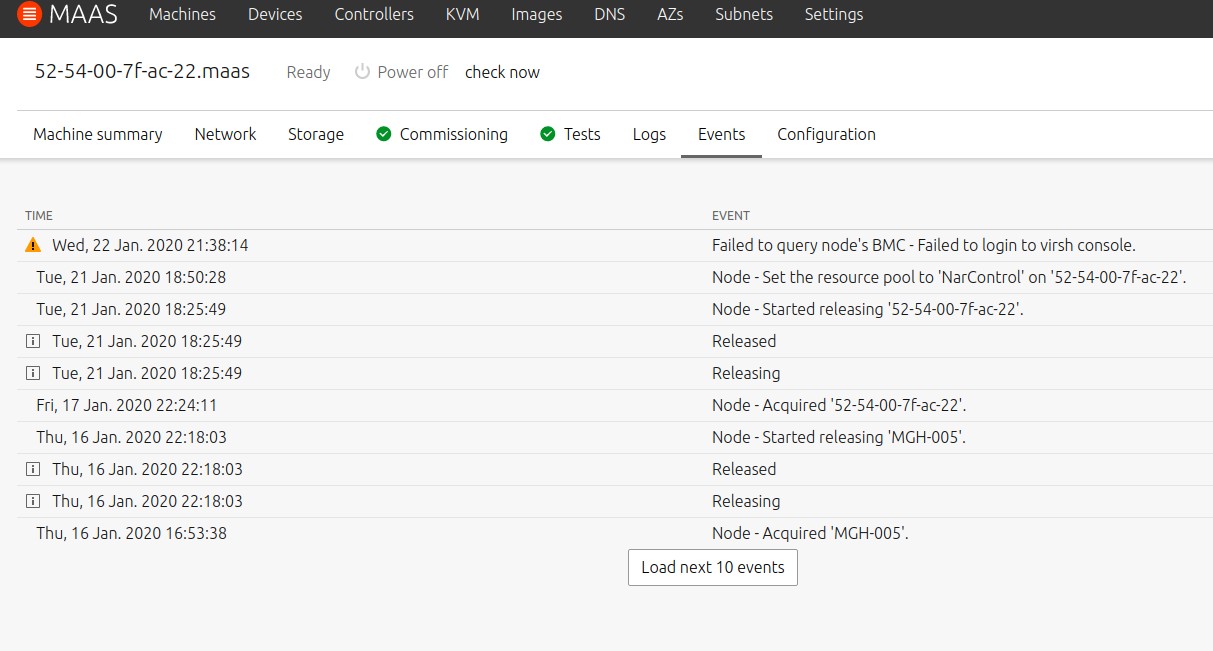 MAAS Machines Devices Controllers KVM Images DNS AZs Subnets Settings
52-54-00-7f-ac-22.maas Ready Power off check now
Machine summary Network Storage Commissioning Tests Logs Events Configuration
TIME EVENT
Wed, 22 Jan. 2020 21:38:14 Failed to query node's BMC - Failed to login to virsh console.
Tue, 21 Jan. 2020 18:50:28 Node - Set the resource pool to 'NarControl' on '52-54-00-7f-ac-22'.
Tue, 21 Jan. 2020 18:25:49 Node - Started releasing '52-54-00-7f-ac-22'.
Tue, 21 Jan. 2020 18:25:49 Released
Tue, 21 Jan. 2020 18:25:49 Releasing
Fri, 17 Jan. 2020 22:24:11 Node - Acquired '52-54-00-7f-ac-22'.
Thu, 16 Jan. 2020 22:18:03 Node - Started releasing 'MGH-005'.
Thu, 16 Jan. 2020 22:18:03 Released
Thu, 16 Jan. 2020 22:18:03 Releasing
Thu, 16 Jan. 2020 16:53:38 Node - Acquired 'MGH-005'.
Load next 10 events